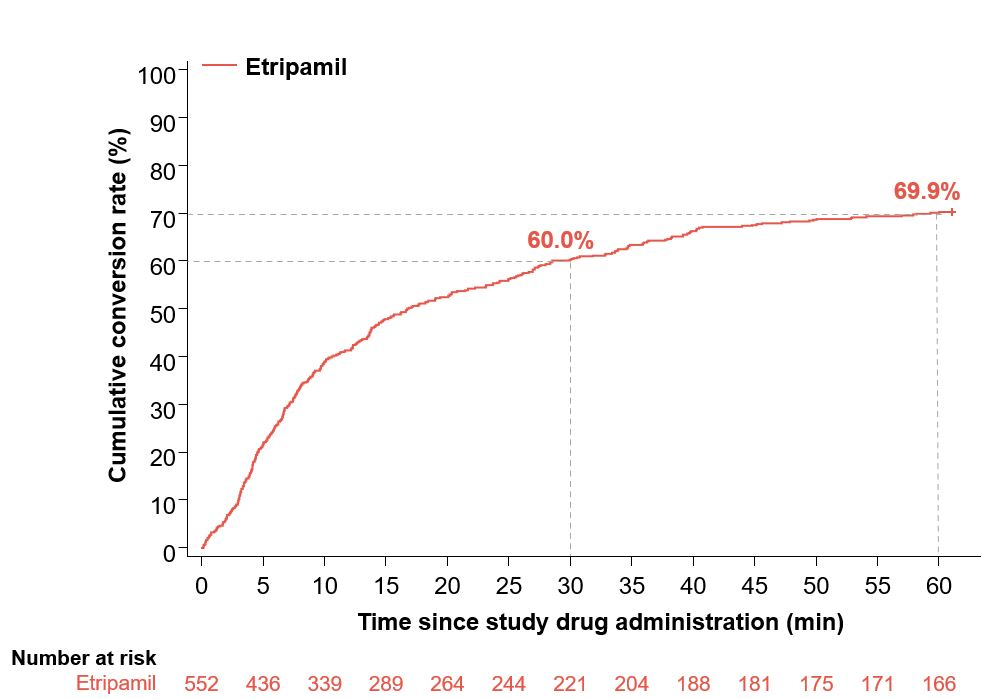 Etripamil
100
90
80
70
60
50
40
30
20
10
0
Cumulative conversion rate (%)
60.0%
69.9%
0 5 10 15 20 25 30 35 40 45 50 55 60
Time since study drug administration (min)
Number at risk
Etripamil 552 436 339 289 264 244 221 204 188 181 175 171 166